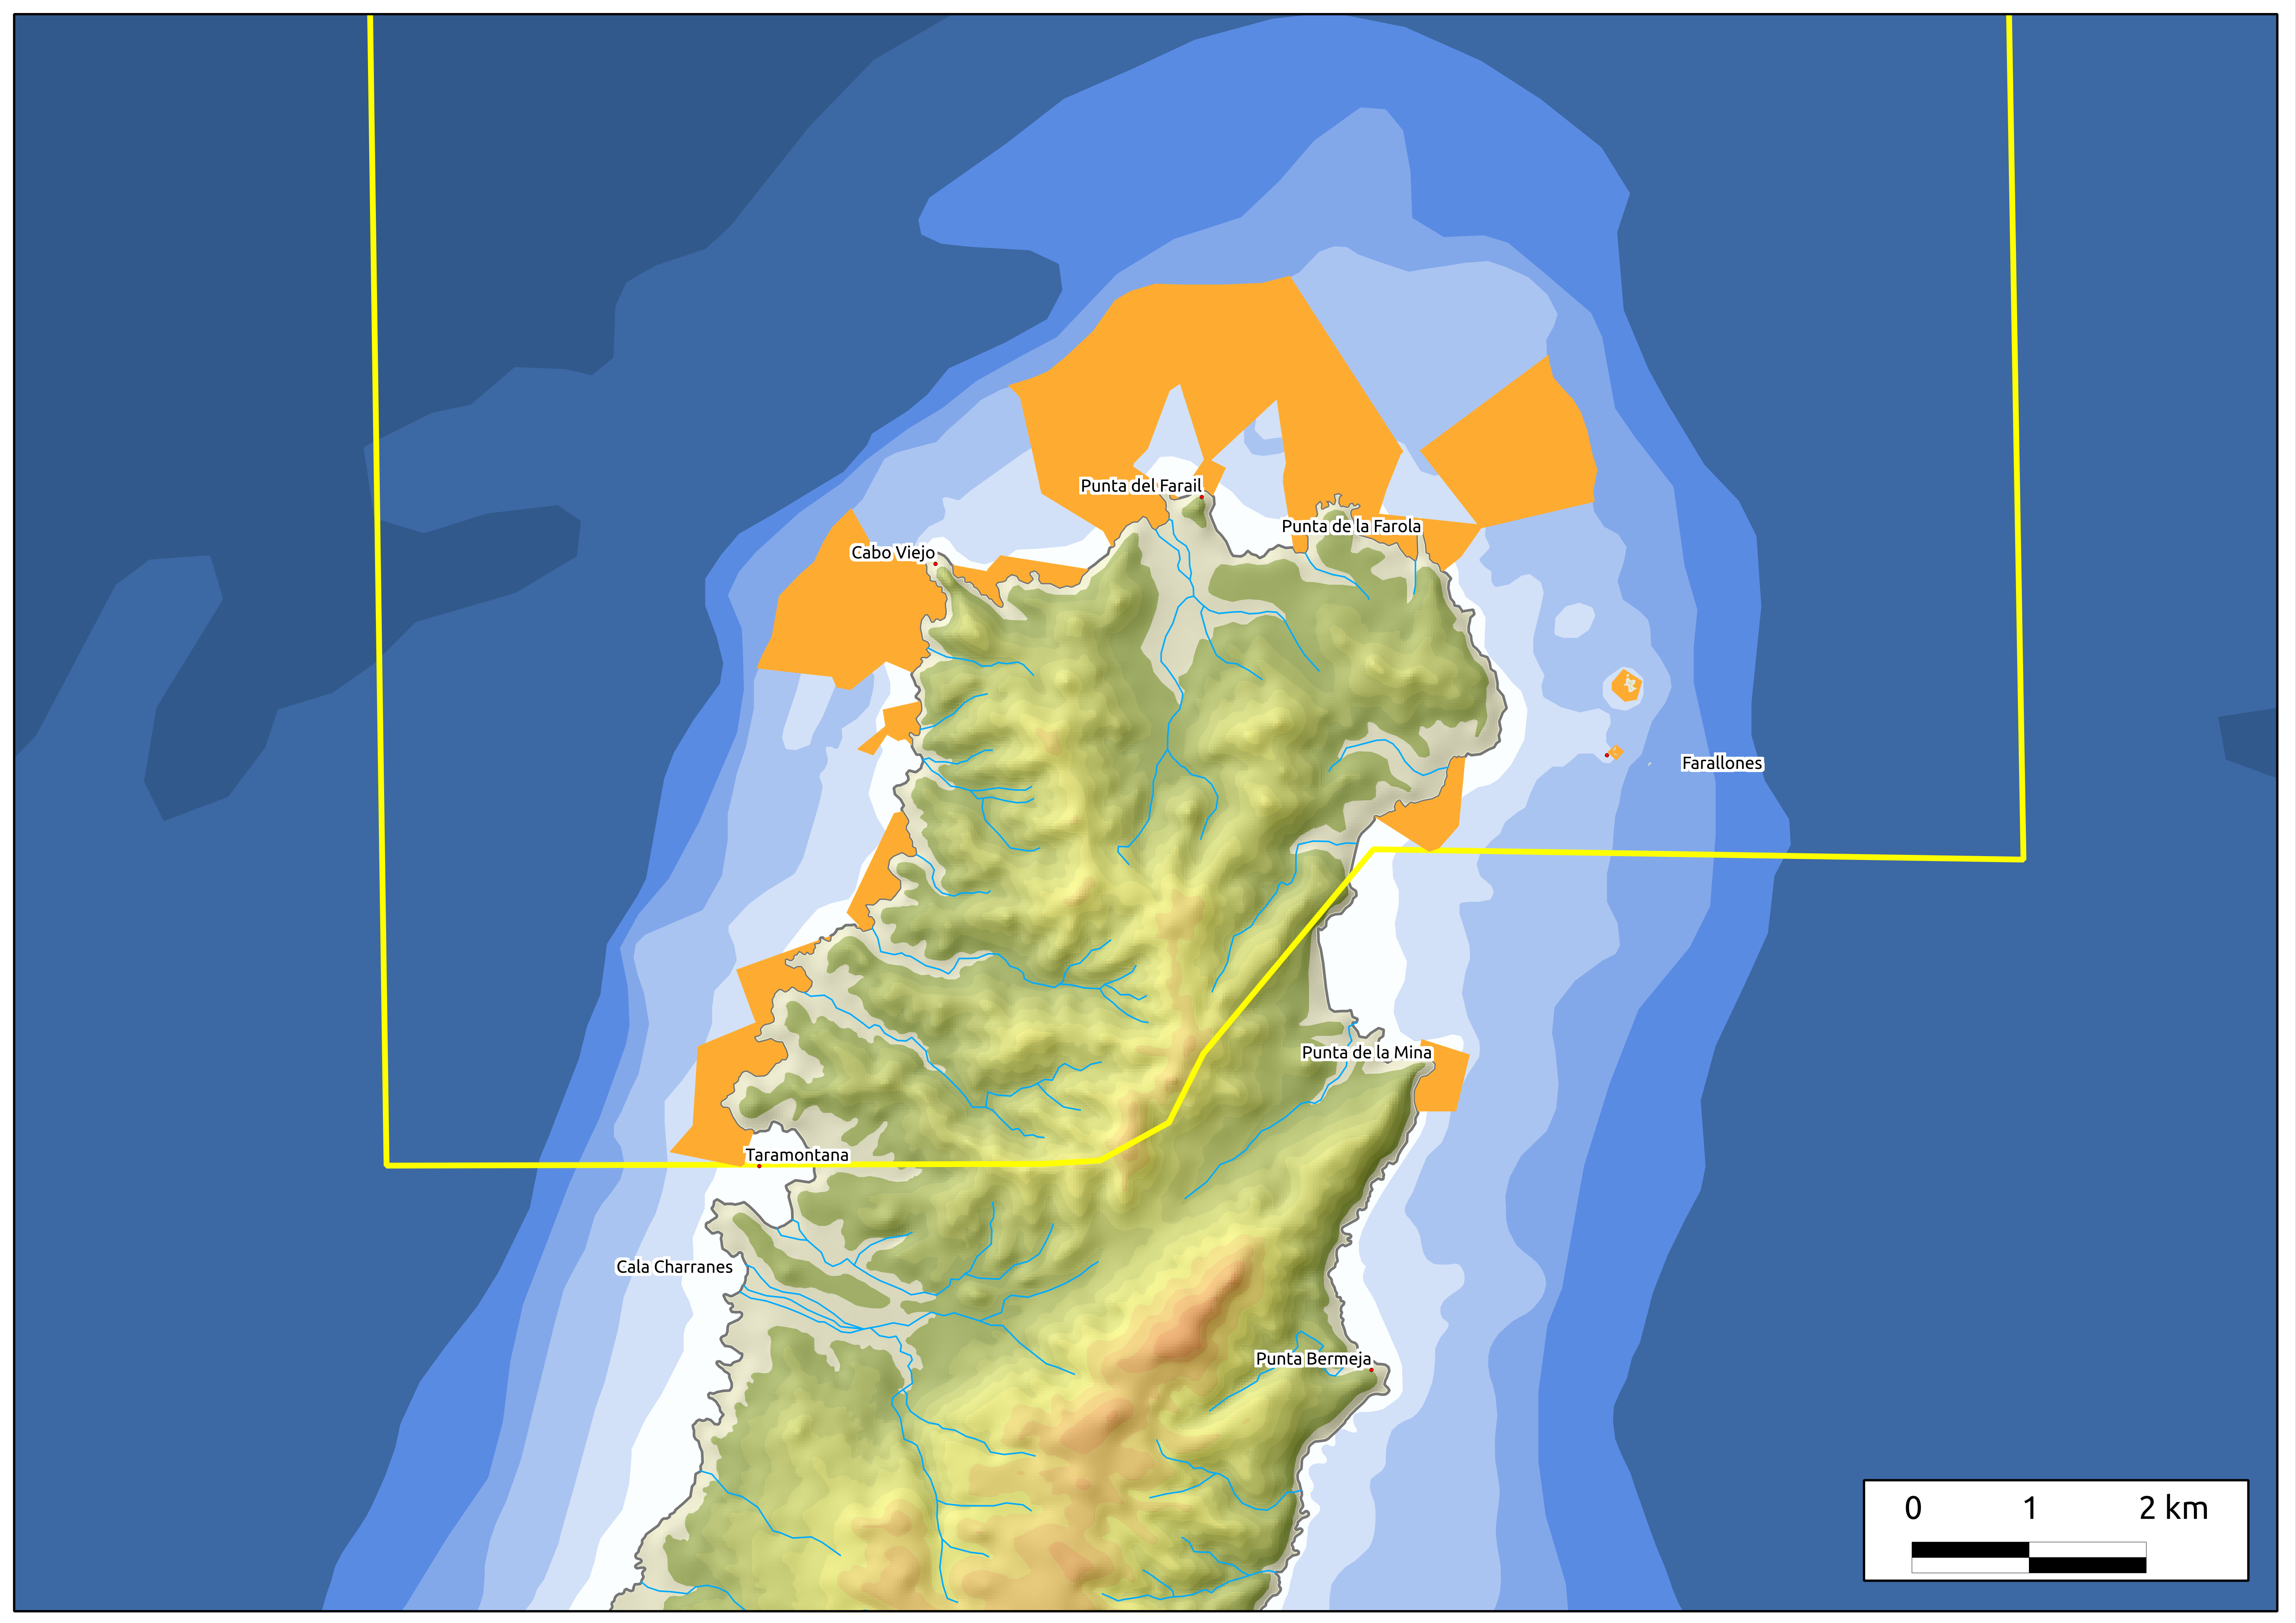 Punta del Farail
Punta de la Farola
Cabo Viejo
Farallones
Punta de la Mina
Taramontana
Cala Charranes
Punta Bermeja
0 1 2 km